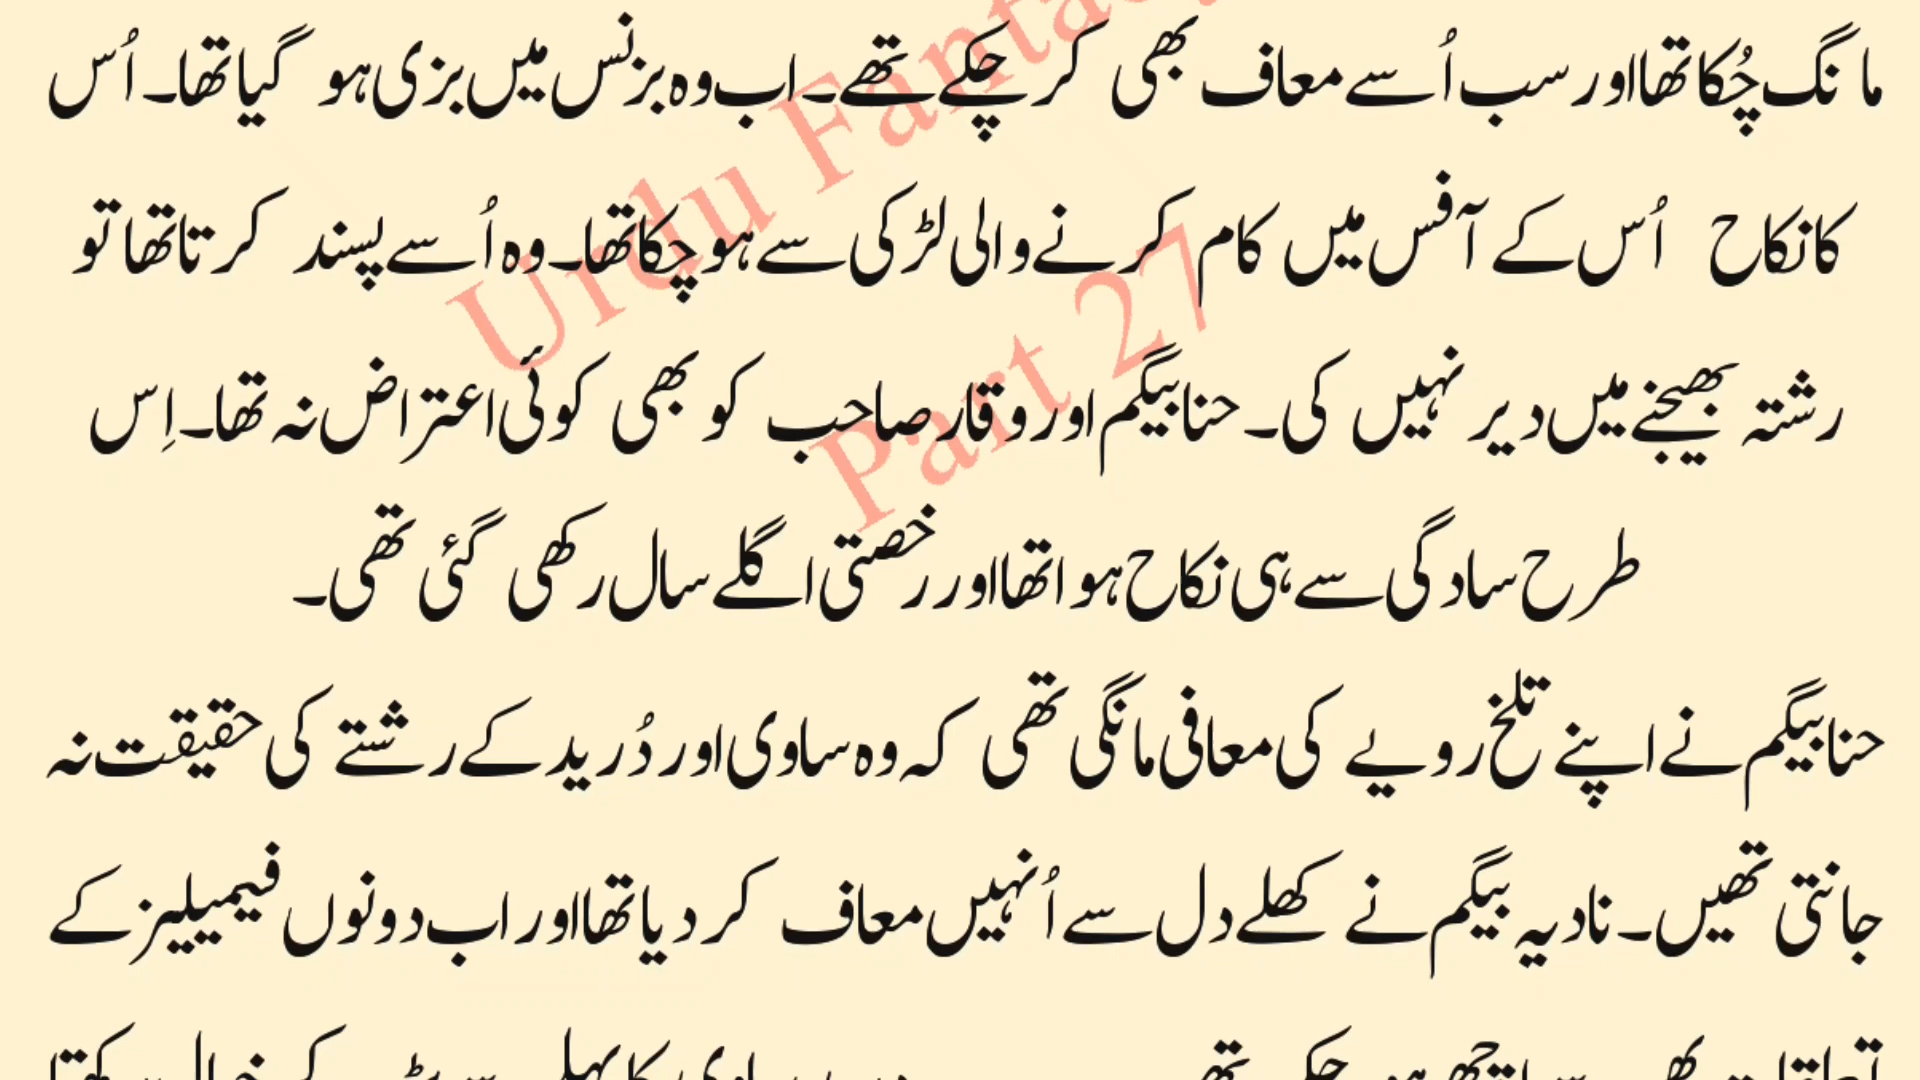 مانگ چُکا تھا اور سب اُسے معاف بھی کر چکے تھے۔ اب وہ بزنس میں بزی ہو گیا تھا۔ اُس
کا نکاح اُس کے آفس میں کام کرنے والی لڑکی سے ہو چکا تھا۔ وہ اُسے پسند کرتا تھا تو
رشتہ بھیجنے میں دیر نہیں کی۔ حنا بیگم اور وقار صاحب کو بھی کوئی اعتراض نہ تھا۔ اِس
طرح سادگی سے ہی نکاح ہوا تھا اور رخصتی اگلے سال رکھی گئی تھی۔
حنا بیگم نے اپنے تلخ رویے کی معافی مانگی تھی کہ وہ ساوی اور دُرید کے رشتے کی حقیقت نہ
جانتی تھیں۔ نادیہ بیگم نے کھلے دل سے اُنہیں معاف کر دیا تھا اور اب دونوں فیمیلیز کے
Urdu Fanta
Part 27